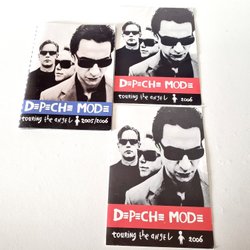 DEPECHE MODE
touring the angel 2005/2006
DEPECHE MODE
touring the angel 2006
DEPECHE MODE
touring the angel 2006